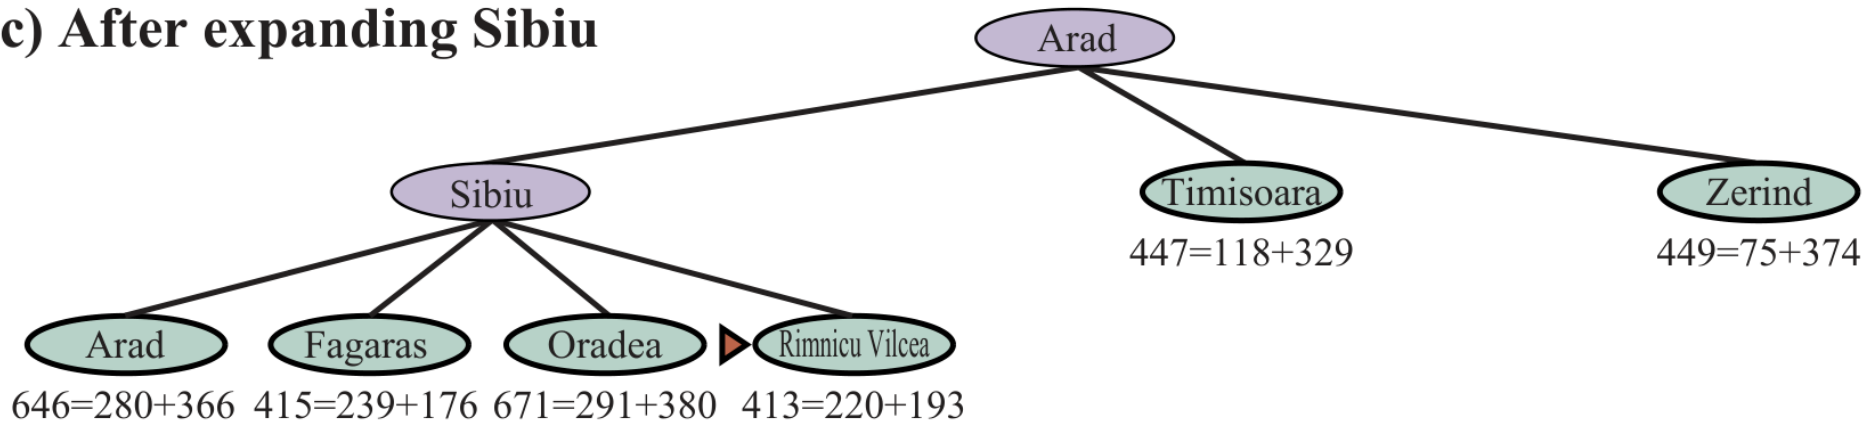 c) After expanding Sibiu
Arad
Sibiu
Timisoara
Zerind
447=118+329
449=75+374
Arad
Fagaras
Oradea
Rimnicu Vilcea
646=280+366
415=239+176
671=291+380
413=220+193